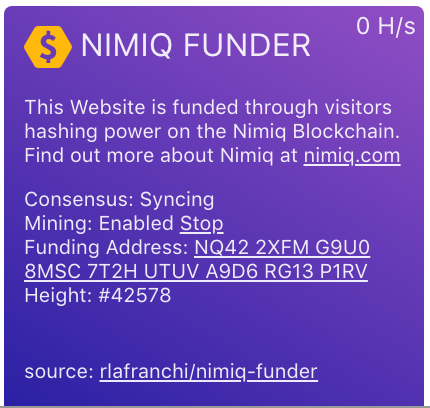 0 H/s
$ NIMIQ FUNDER
This Website is funded through visitors
hashing power on the Nimiq Blockchain.
Find out more about Nimiq at nimiq.com
Consensus: Syncing
Mining: Enabled Stop
Funding Address: NQ42 2XFM G9U0
8MSC 7T2H UTUV A9D6 RG13 P1RV
Height: #42578
source: rlafranchi/nimiq-funder